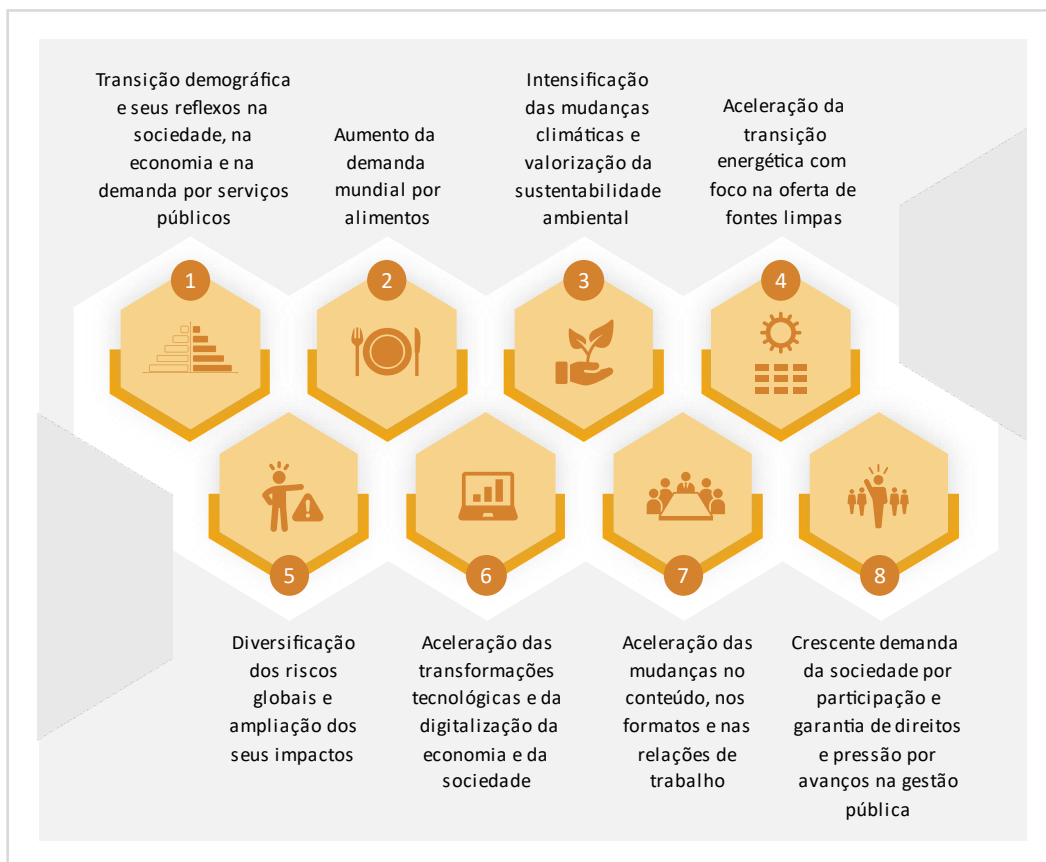 Transição demográfica
e seus reflexos na
sociedade, na
economia e na
demanda por serviços
públicos
Aumento da
demanda
mundial por
alimentos
Intensificação
das mudanças
climáticas e
valorização da
sustentabilidade
ambiental
Aceleração da
transição
energética com
foco na oferta de
fontes limpas
1
2
3
4
5
6
7
8
Diversificação
dos riscos
globais e
ampliação dos
seus impactos
Aceleração das
transformações
tecnológicas e da
digitalização da
economia e da
sociedade
Aceleração das
mudanças no
conteúdo, nos
formatos e nas
relações de
trabalho
Crescente demanda
da sociedade por
participação e
garantia de direitos
e pressão por
avanços na gestão
pública